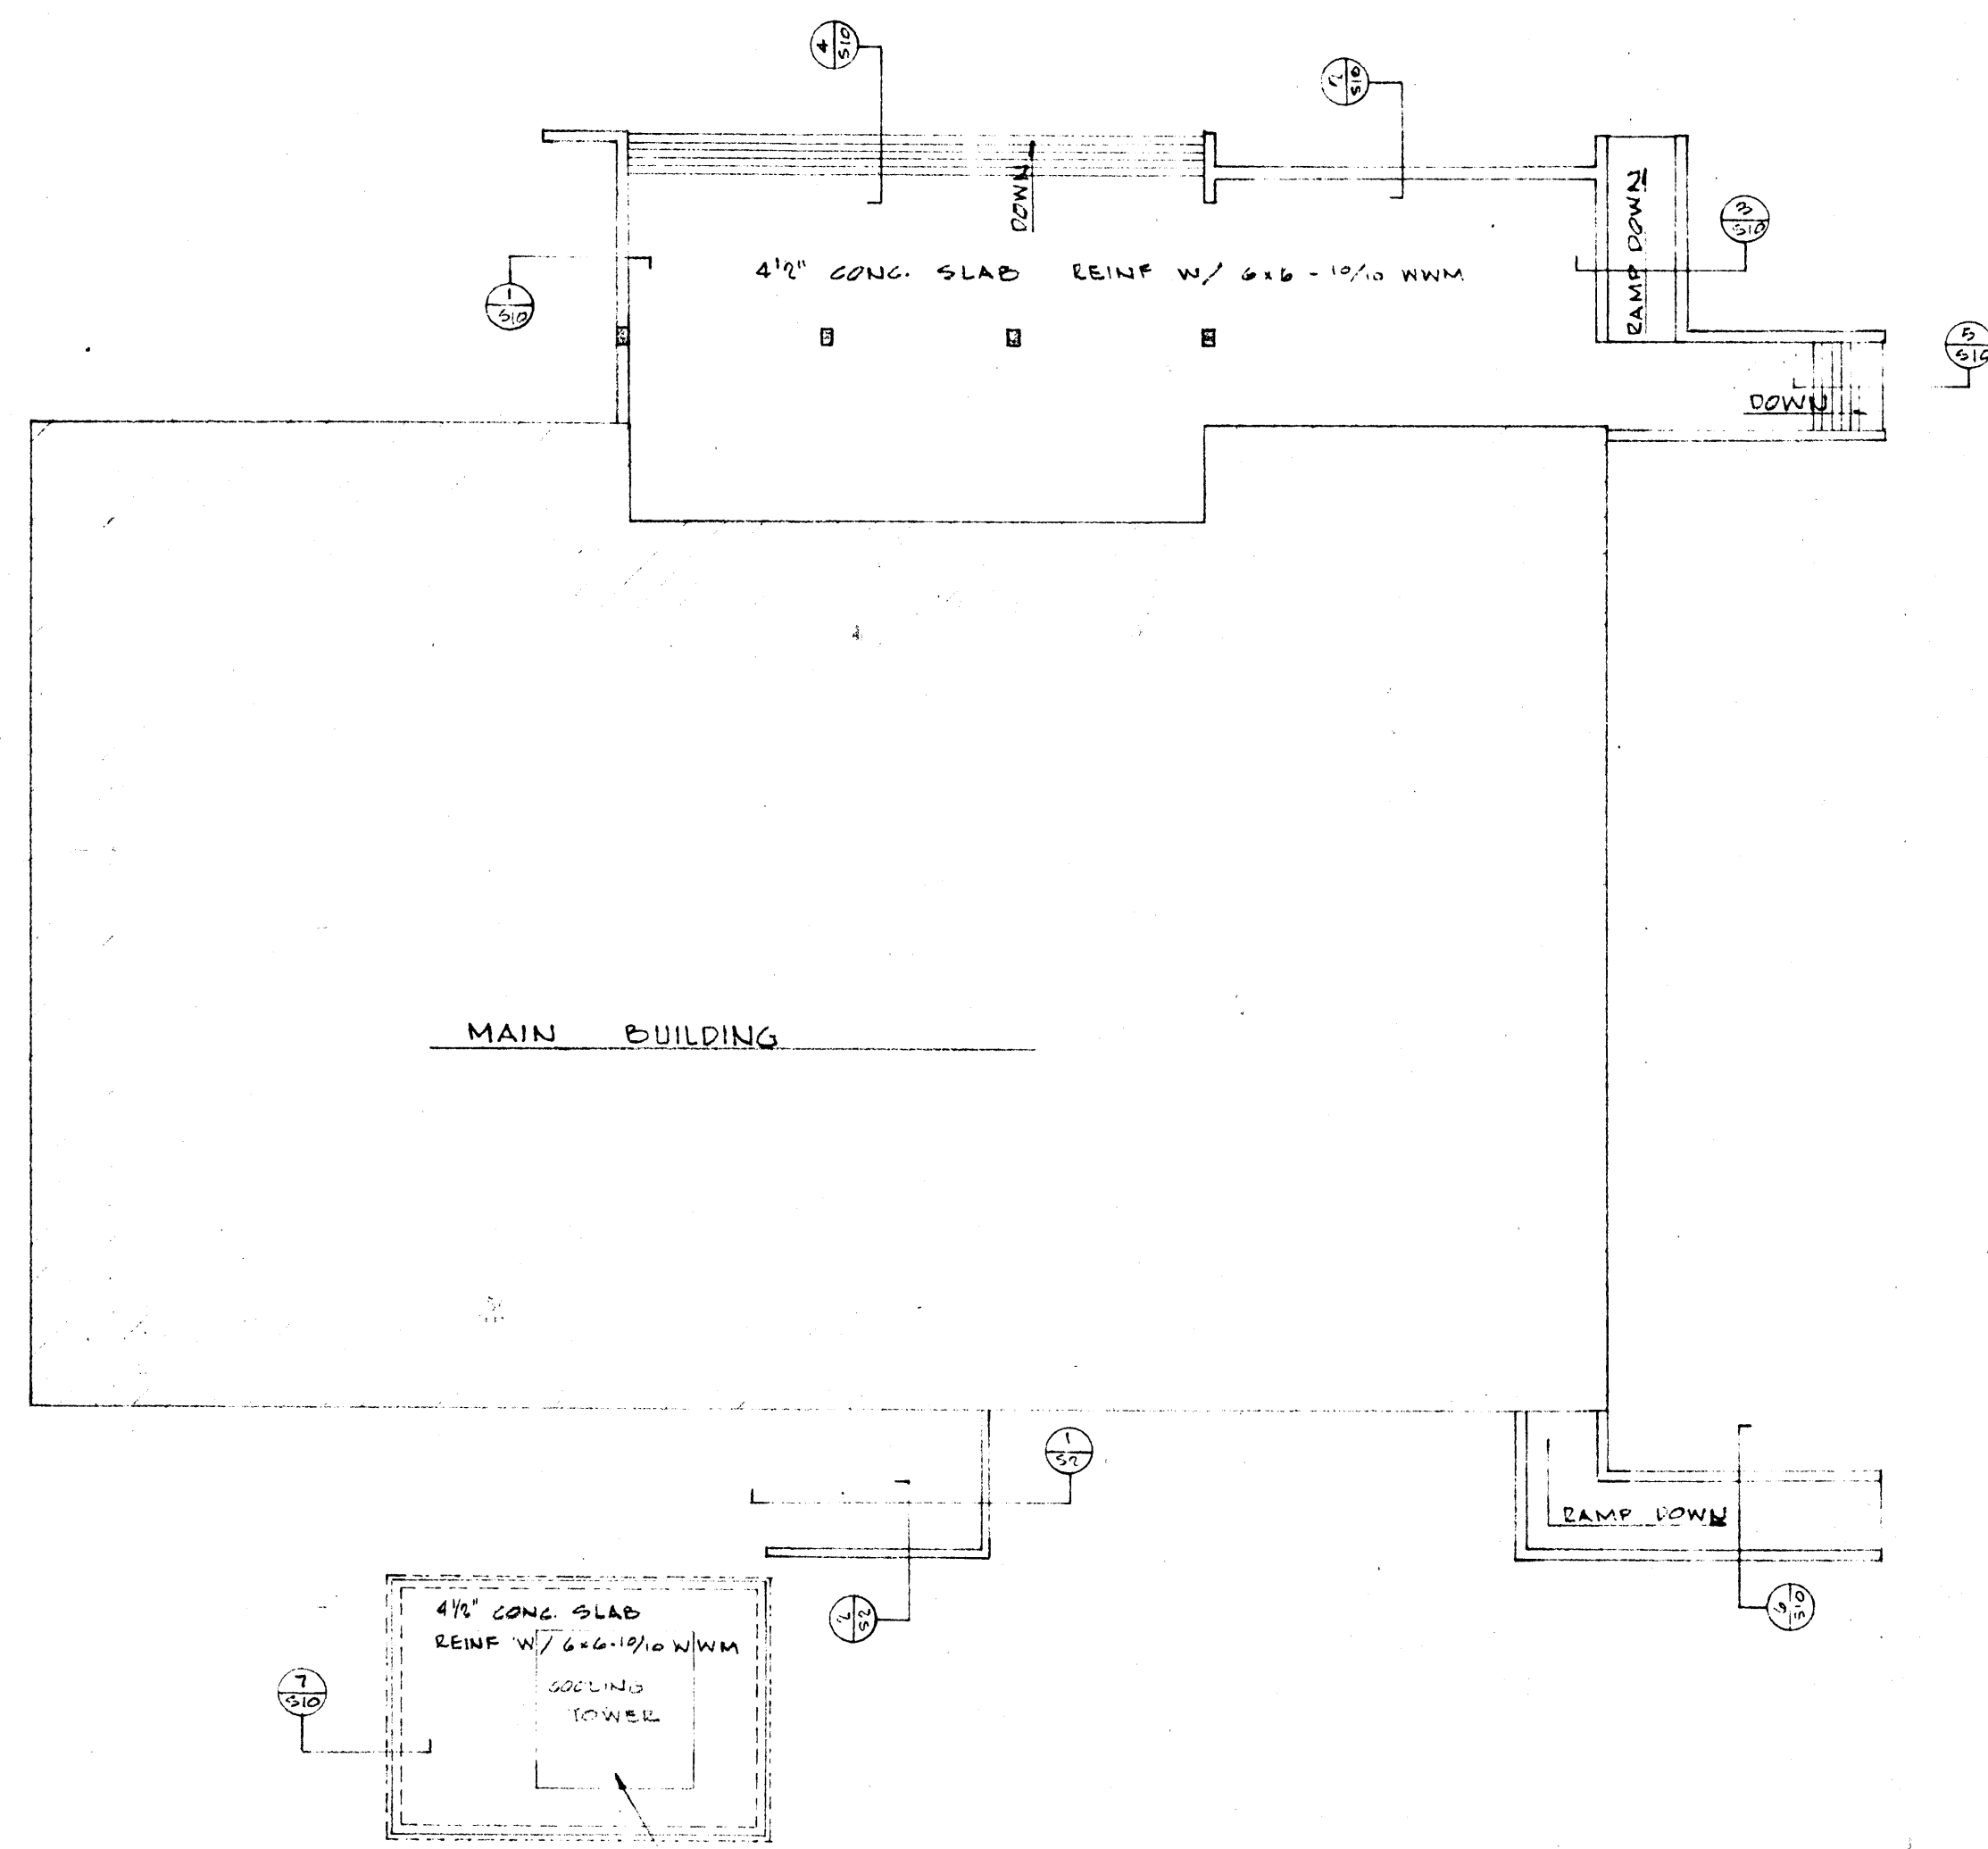 4
S10
2
S10
DOWN
RAMP DOWN
3
S10
4½" CONC. SLAB REINF W/ 6x6-10/10 WWM
1
S10
5
S10
DOWN
MAIN BUILDING
1
S2
RAMP DOWN
2
S2
6
S10
4½" CONC. SLAB
REINF W/ 6x6-10/10 WWM
COOLING
TOWER
7
S10